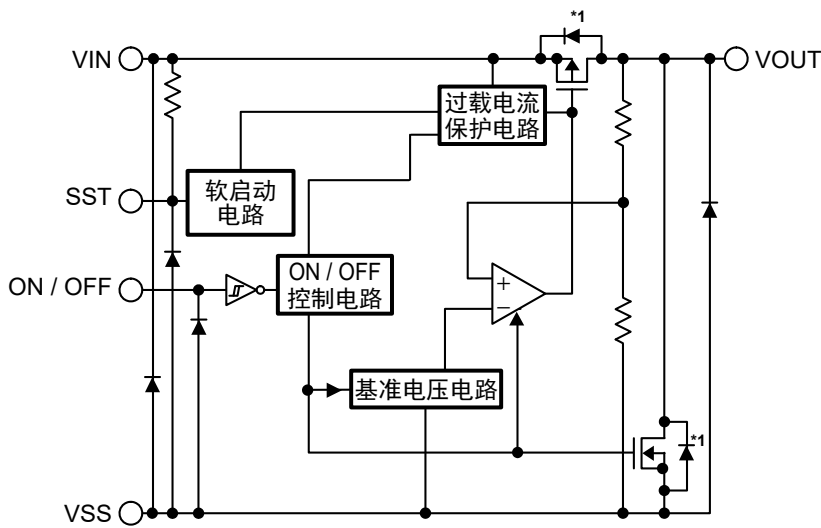 *1
VIN
VOUT
过载电流
保护电路
SST
软启动
电路
ON / OFF
ON / OFF
控制电路
+
−
基准电压电路
*1
VSS